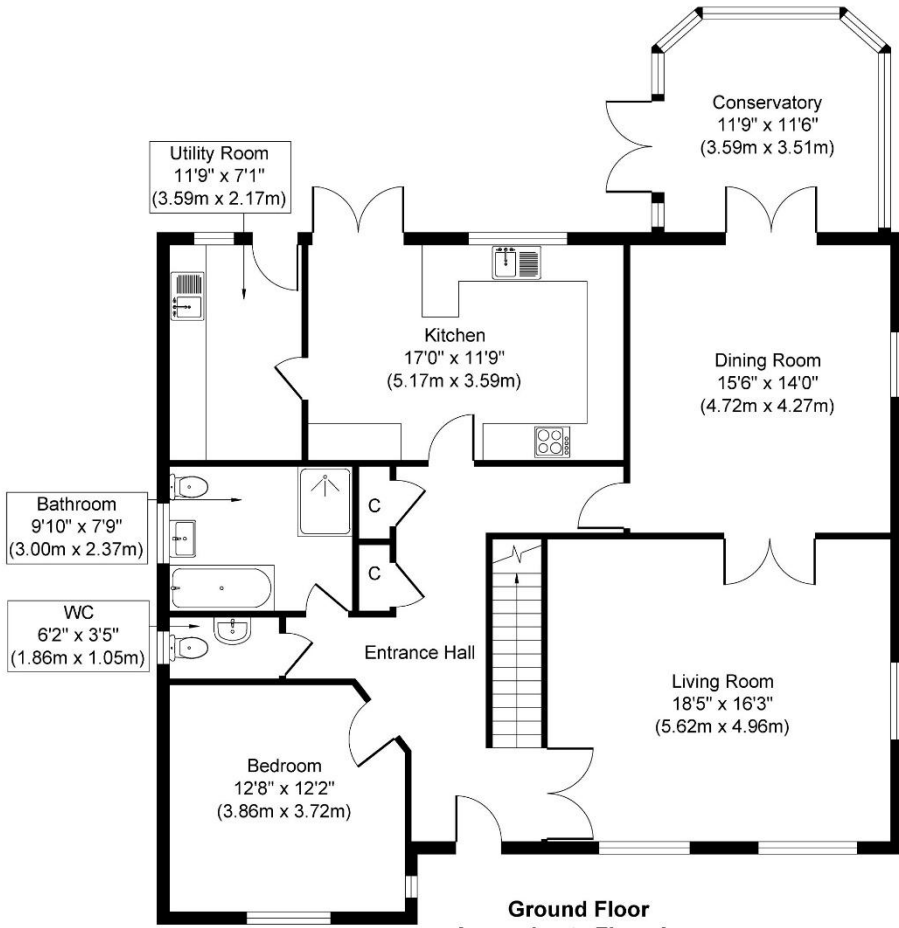 Conservatory
11'9" x 11'6"
(3.59m x 3.51m)
Utility Room
11'9" x 7'1"
(3.59m x 2.17m)
Kitchen
17'0" x 11'9"
(5.17m x 3.59m)
Dining Room
15'6" x 14'0"
(4.72m x 4.27m)
Bathroom
9'10" x 7'9"
(3.00m x 2.37m)
C
C
WC
6'2" x 3'5"
(1.86m x 1.05m)
Entrance Hall
Living Room
18'5" x 16'3"
(5.62m x 4.96m)
Bedroom
12'8" x 12'2"
(3.86m x 3.72m)
Ground Floor